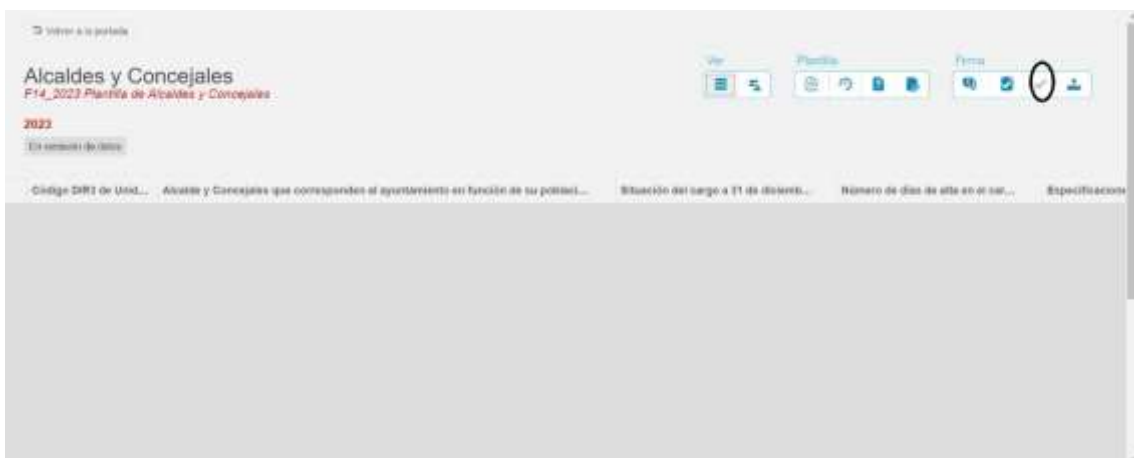 Volver a la portada
Alcaldes y Concejales
F14_2023 Plantilla de Alcaldes y Concejales
2023
En remisión de datos
Ver
Plantilla
Firma
Código DIR3 de Unid... Alcalde y Concejales que corresponden al ayuntamiento en función de su poblaci... Situación del cargo a 31 de diciemb... Número de días de alta en el car... Especificacione